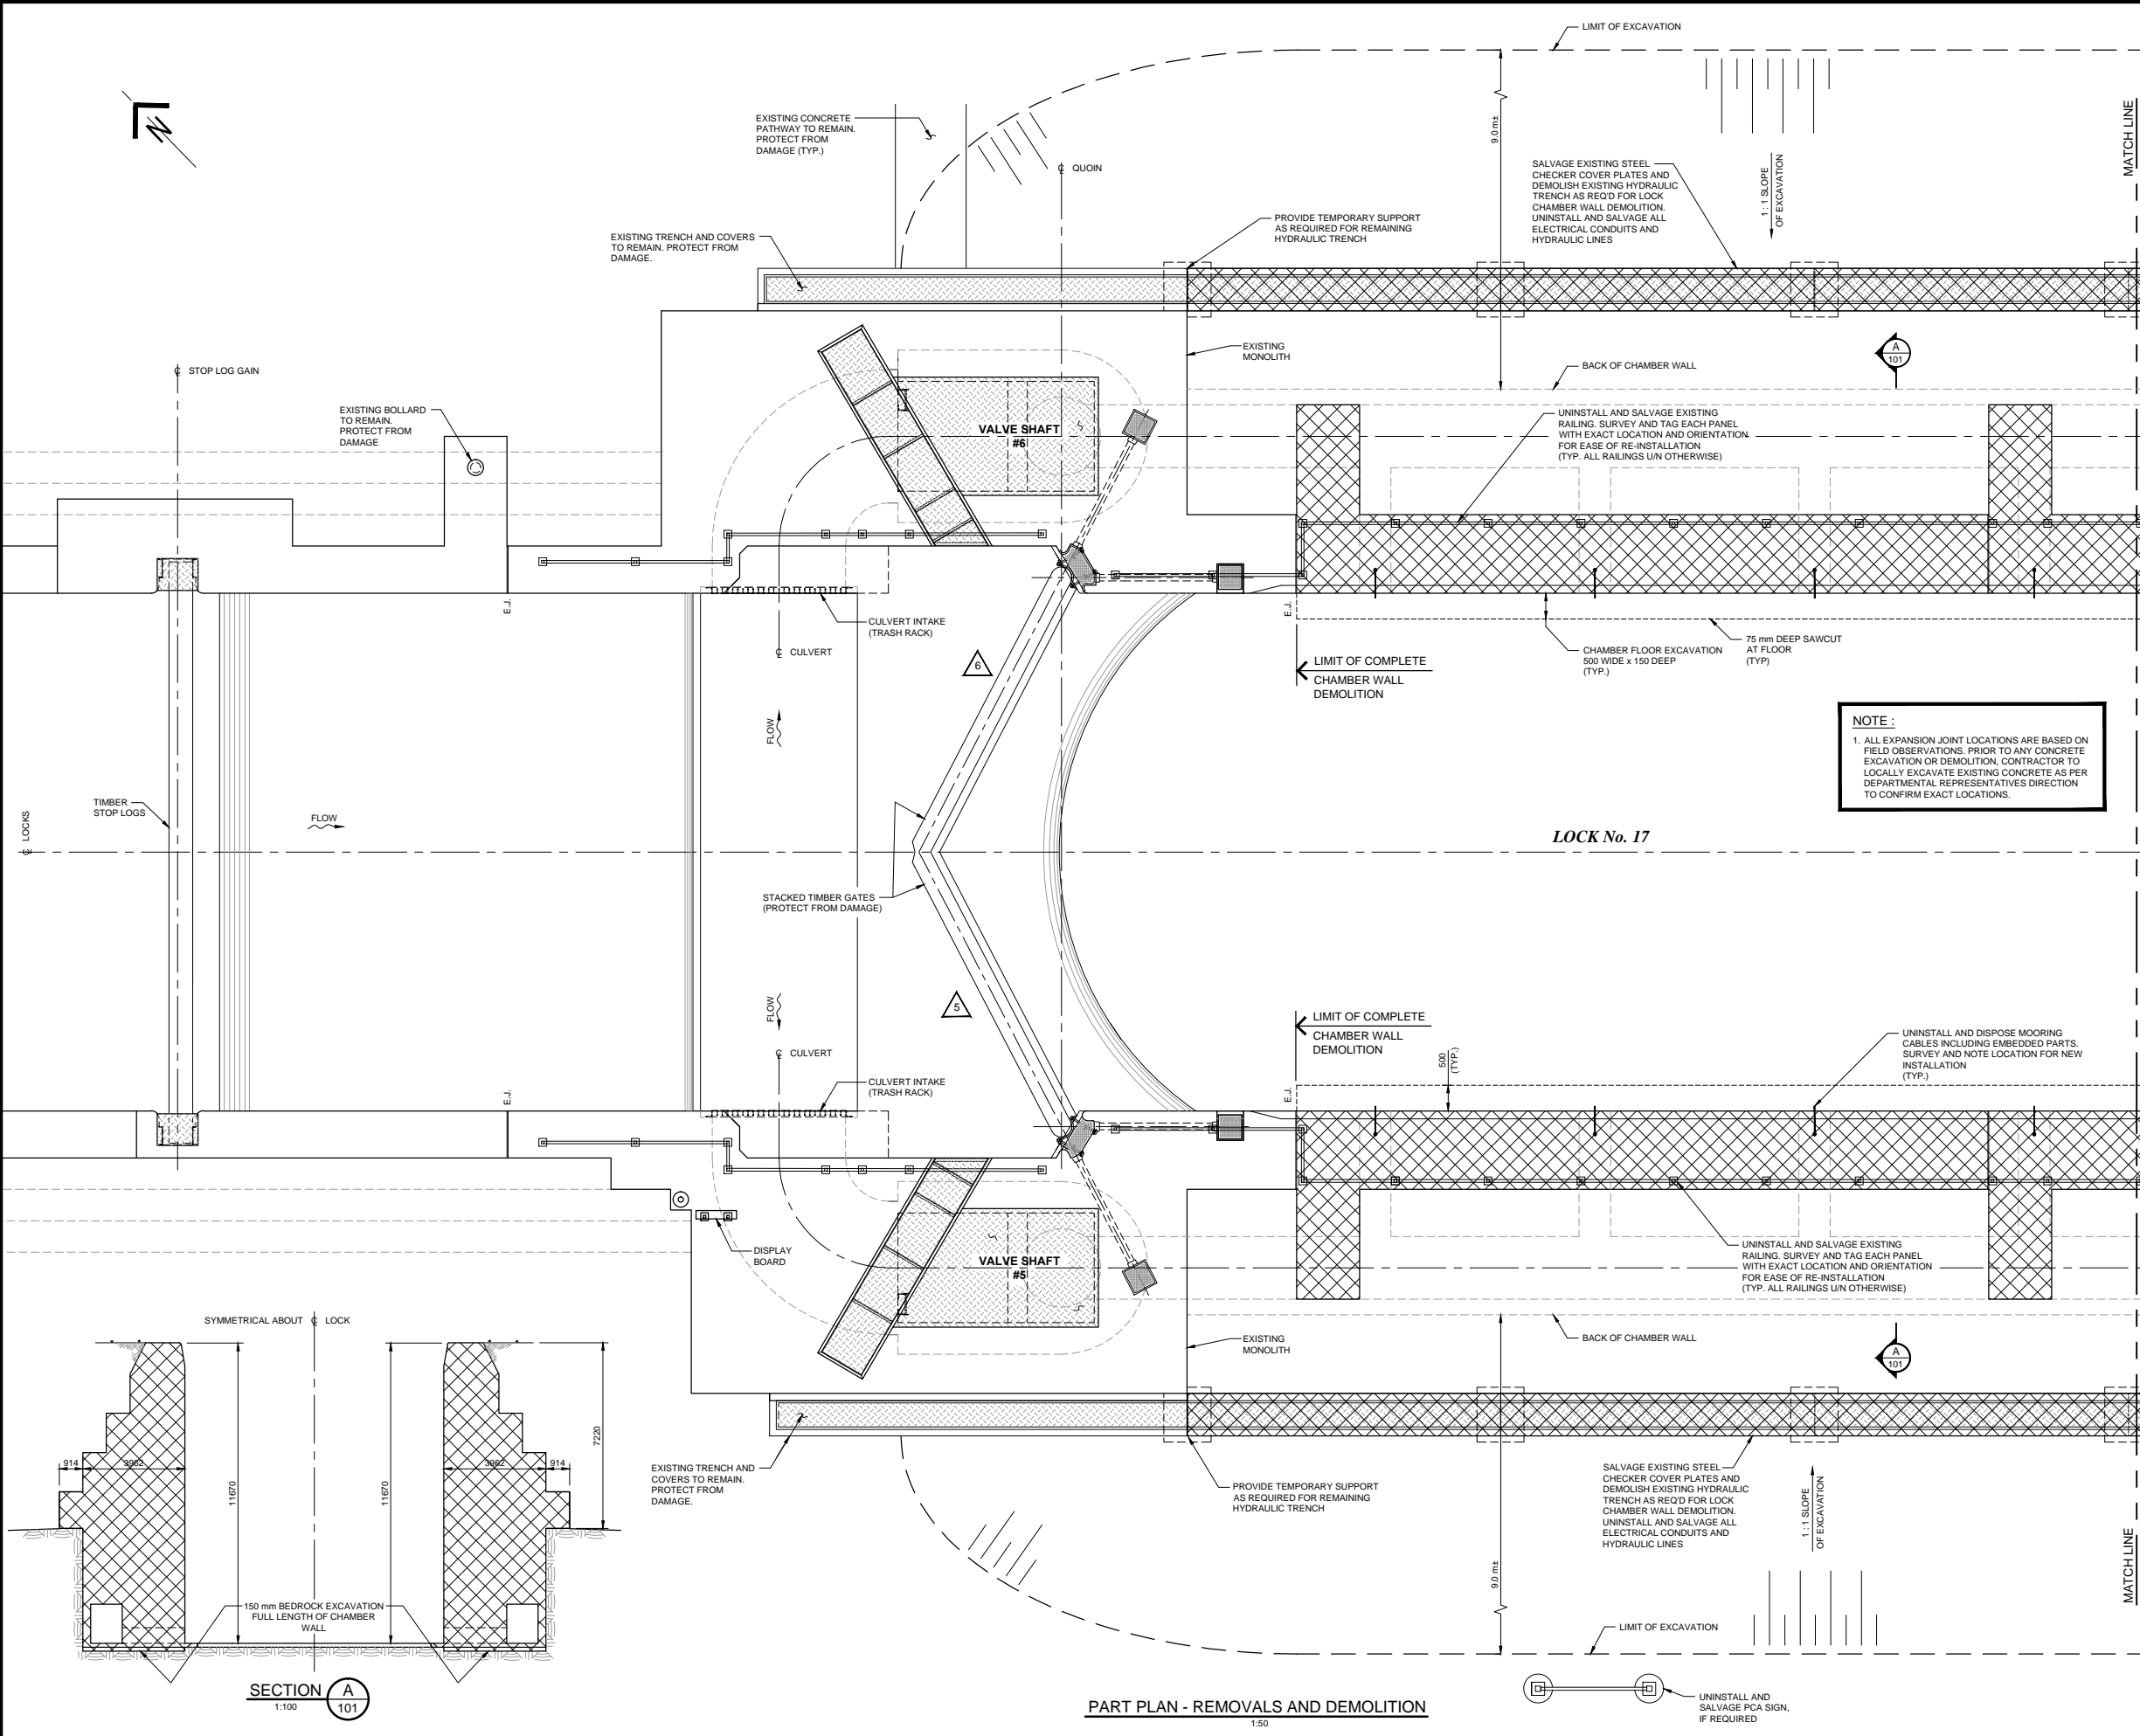 LIMIT OF EXCAVATION
MATCH LINE
N
EXISTING CONCRETE
PATHWAY TO REMAIN.
PROTECT FROM
DAMAGE (TYP.)
9.0 m±
℄ QUOIN
SALVAGE EXISTING STEEL
CHECKER COVER PLATES AND
DEMOLISH EXISTING HYDRAULIC
TRENCH AS REQ'D FOR LOCK
CHAMBER WALL DEMOLITION.
UNINSTALL AND SALVAGE ALL
ELECTRICAL CONDUITS AND
HYDRAULIC LINES
1 : 1 SLOPE
OF EXCAVATION
PROVIDE TEMPORARY SUPPORT
AS REQUIRED FOR REMAINING
HYDRAULIC TRENCH
EXISTING TRENCH AND COVERS
TO REMAIN. PROTECT FROM
DAMAGE.
EXISTING
MONOLITH
A
101
BACK OF CHAMBER WALL
℄ STOP LOG GAIN
EXISTING BOLLARD
TO REMAIN.
PROTECT FROM
DAMAGE
VALVE SHAFT
#6
UNINSTALL AND SALVAGE EXISTING
RAILING. SURVEY AND TAG EACH PANEL
WITH EXACT LOCATION AND ORIENTATION
FOR EASE OF RE-INSTALLATION
(TYP. ALL RAILINGS U/N OTHERWISE)
E.J.
E.J.
CULVERT INTAKE
(TRASH RACK)
℄ CULVERT
6
LIMIT OF COMPLETE
CHAMBER WALL
DEMOLITION
CHAMBER FLOOR EXCAVATION
500 WIDE x 150 DEEP
(TYP.)
75 mm DEEP SAWCUT
AT FLOOR
(TYP)
FLOW
NOTE :
1. ALL EXPANSION JOINT LOCATIONS ARE BASED ON
FIELD OBSERVATIONS. PRIOR TO ANY CONCRETE
EXCAVATION OR DEMOLITION, CONTRACTOR TO
LOCALLY EXCAVATE EXISTING CONCRETE AS PER
DEPARTMENTAL REPRESENTATIVES DIRECTION
TO CONFIRM EXACT LOCATIONS.
TIMBER
STOP LOGS
FLOW
℄ LOCKS
LOCK No. 17
STACKED TIMBER GATES
(PROTECT FROM DAMAGE)
FLOW
5
℄ CULVERT
CULVERT INTAKE
(TRASH RACK)
LIMIT OF COMPLETE
CHAMBER WALL
DEMOLITION
500
(TYP.)
UNINSTALL AND DISPOSE MOORING
CABLES INCLUDING EMBEDDED PARTS.
SURVEY AND NOTE LOCATION FOR NEW
INSTALLATION
(TYP.)
E.J.
E.J.
DISPLAY
BOARD
VALVE SHAFT
#5
UNINSTALL AND SALVAGE EXISTING
RAILING. SURVEY AND TAG EACH PANEL
WITH EXACT LOCATION AND ORIENTATION
FOR EASE OF RE-INSTALLATION
(TYP. ALL RAILINGS U/N OTHERWISE)
SYMMETRICAL ABOUT ℄ LOCK
EXISTING
MONOLITH
BACK OF CHAMBER WALL
A
101
914
3962
11670
11670
3962
914
7220
EXISTING TRENCH AND
COVERS TO REMAIN.
PROTECT FROM
DAMAGE.
PROVIDE TEMPORARY SUPPORT
AS REQUIRED FOR REMAINING
HYDRAULIC TRENCH
SALVAGE EXISTING STEEL
CHECKER COVER PLATES AND
DEMOLISH EXISTING HYDRAULIC
TRENCH AS REQ'D FOR LOCK
CHAMBER WALL DEMOLITION.
UNINSTALL AND SALVAGE ALL
ELECTRICAL CONDUITS AND
HYDRAULIC LINES
1 : 1 SLOPE
OF EXCAVATION
MATCH LINE
9.0 m±
150 mm BEDROCK EXCAVATION
FULL LENGTH OF CHAMBER
WALL
LIMIT OF EXCAVATION
SECTION
1:100
A
101
PART PLAN - REMOVALS AND DEMOLITION
1:50
UNINSTALL AND
SALVAGE PCA SIGN,
IF REQUIRED